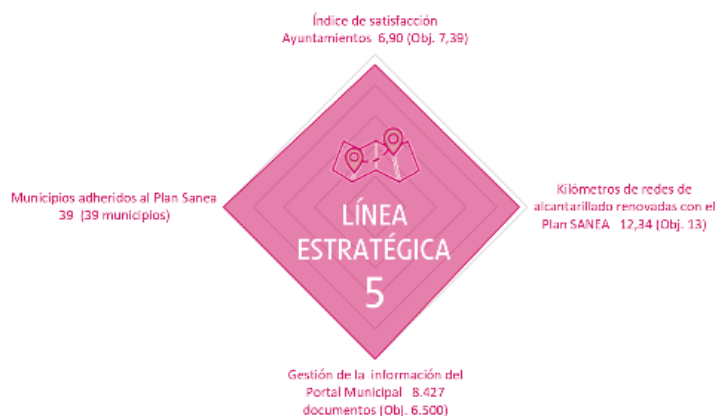 Índice de satisfacción
Ayuntamientos 6,90 (Obj. 7,39)
Municipios adheridos al Plan Sanea
39 (39 municipios)
LÍNEA
ESTRATÉGICA
5
Kilómetros de redes de
alcantarillado renovadas con el
Plan SANEA 12,34 (Obj. 13)
Gestión de la información del
Portal Municipal 8.427
documentos (Obj. 6.500)